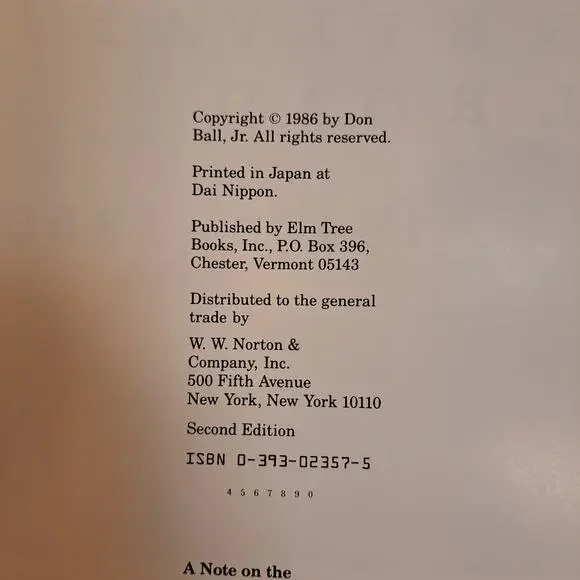 Copyright © 1986 by Don
Ball, Jr. All rights reserved.
Printed in Japan at
Dai Nippon.
Published by Elm Tree
Books, Inc., P.O. Box 396,
Chester, Vermont 05143
Distributed to the general
trade by
W. W. Norton &
Company, Inc.
500 Fifth Avenue
New York, New York 10110
Second Edition
ISBN 0-393-02357-5
4 5 6 7 8 9 0
A Note on the